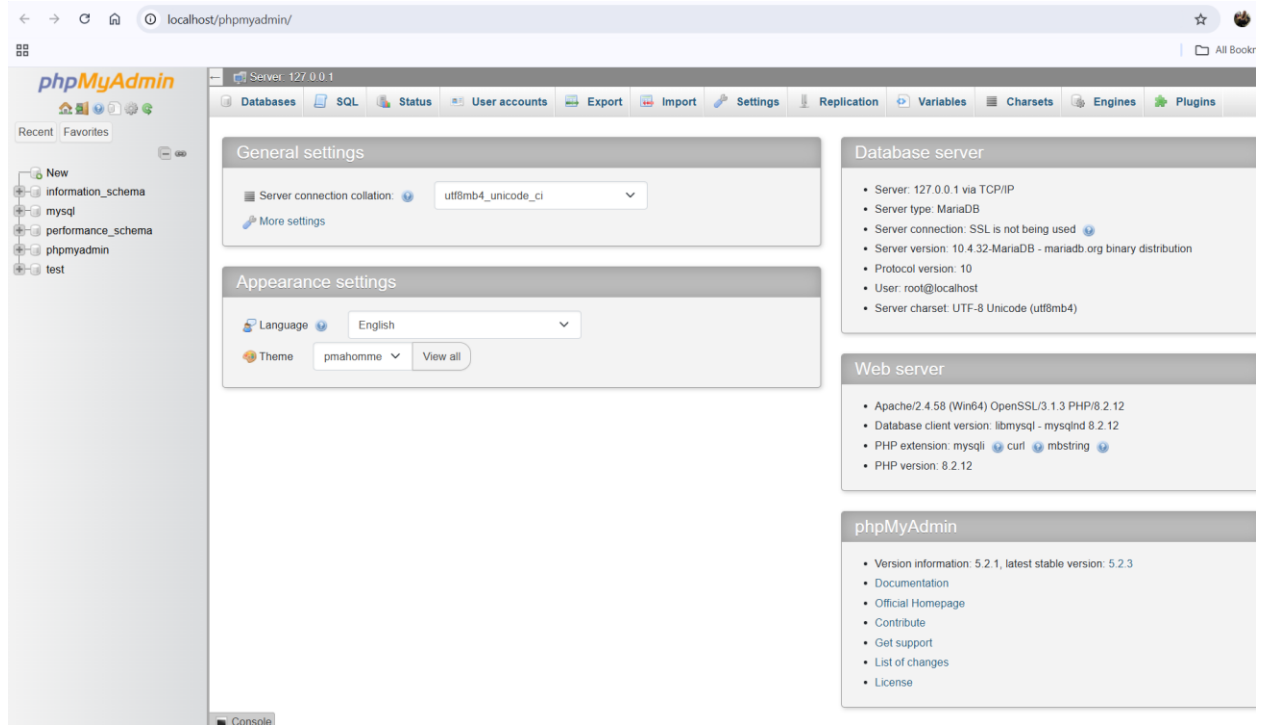 localhost/phpmyadmin/
All Bookr
phpMyAdmin
Recent Favorites
New
information_schema
mysql
performance_schema
phpmyadmin
test
Server: 127.0.0.1
Databases SQL Status User accounts Export Import Settings Replication Variables Charsets Engines Plugins
General settings
Server connection collation: utf8mb4_unicode_ci
More settings
Appearance settings
Language English
Theme pmahomme View all
Database server
Server: 127.0.0.1 via TCP/IP
Server type: MariaDB
Server connection: SSL is not being used
Server version: 10.4.32-MariaDB - mariadb.org binary distribution
Protocol version: 10
User: root@localhost
Server charset: UTF-8 Unicode (utf8mb4)
Web server
Apache/2.4.58 (Win64) OpenSSL/3.1.3 PHP/8.2.12
Database client version: libmysql - mysqlnd 8.2.12
PHP extension: mysqli curl mbstring
PHP version: 8.2.12
phpMyAdmin
Version information: 5.2.1, latest stable version: 5.2.3
Documentation
Official Homepage
Contribute
Get support
List of changes
License
Console